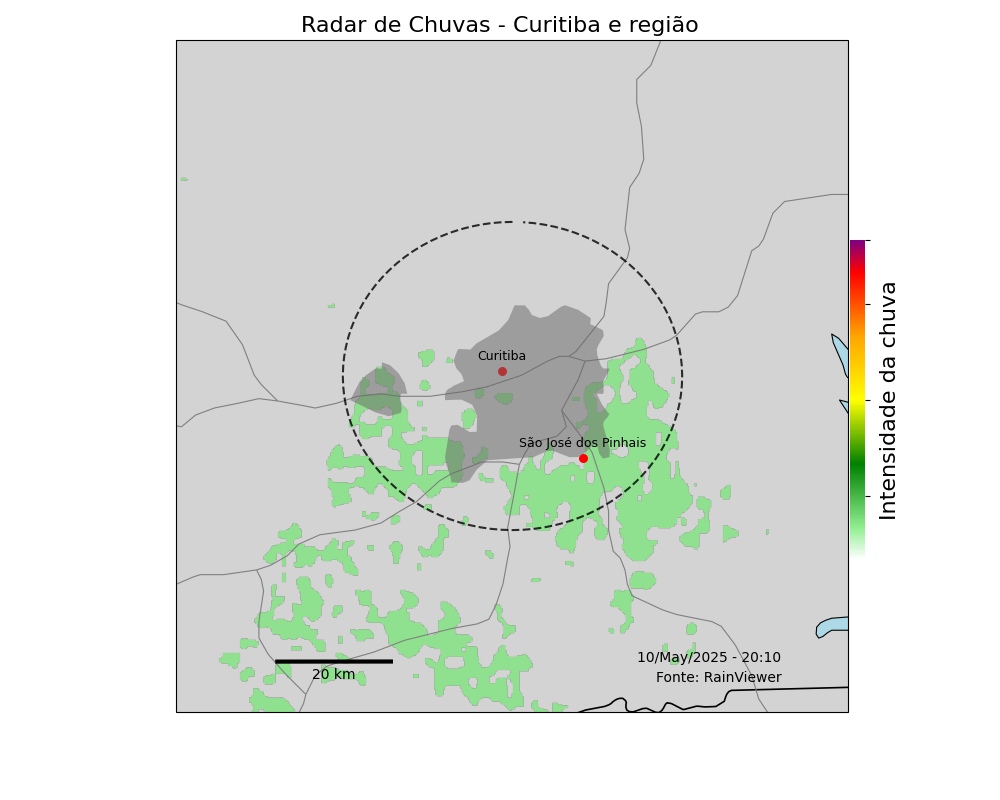 Radar de Chuvas - Curitiba e região
Curitiba
São José dos Pinhais
Intensidade da chuva
10/May/2025 - 20:10
20 km
Fonte: RainViewer